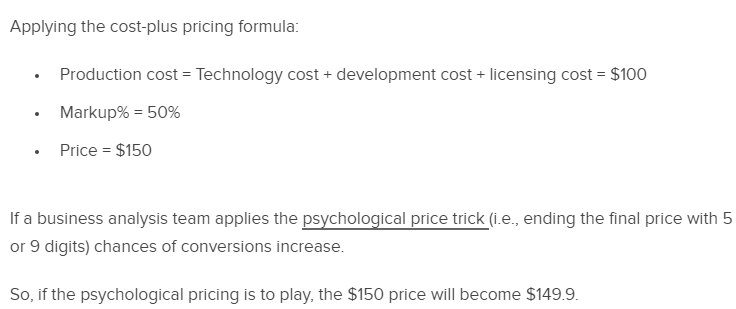 Applying the cost-plus pricing formula:
• Production cost = Technology cost + development cost + licensing cost = $100
• Markup% = 50%
• Price = $150
If a business analysis team applies the psychological price trick (i.e., ending the final price with 5
or 9 digits) chances of conversions increase.
So, if the psychological pricing is to play, the $150 price will become $149.9.